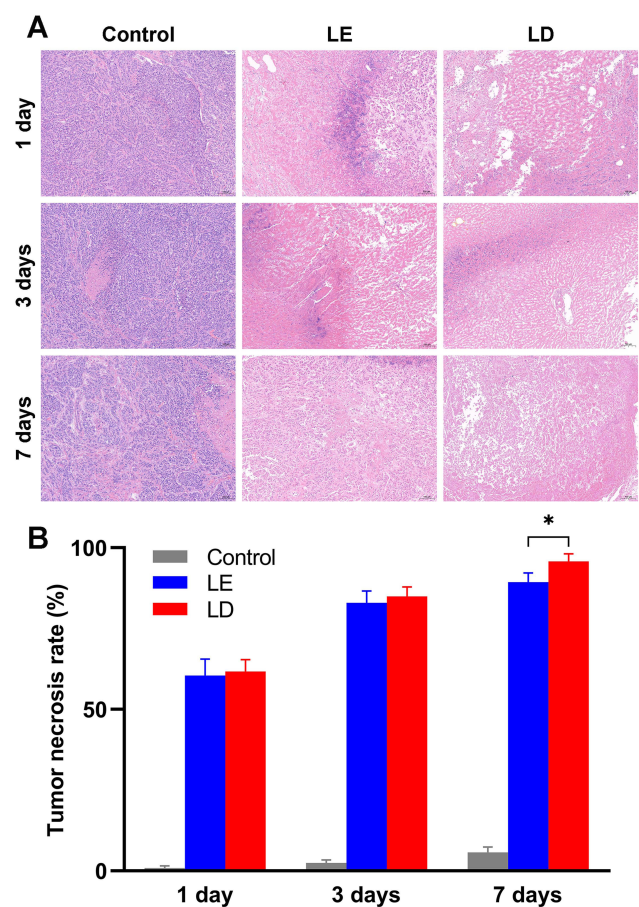 A
Control LE LD
1 day
3 days
7 days
B
Control
LE
LD
*
Tumor necrosis rate (%)
100
50
0
1 day 3 days 7 days